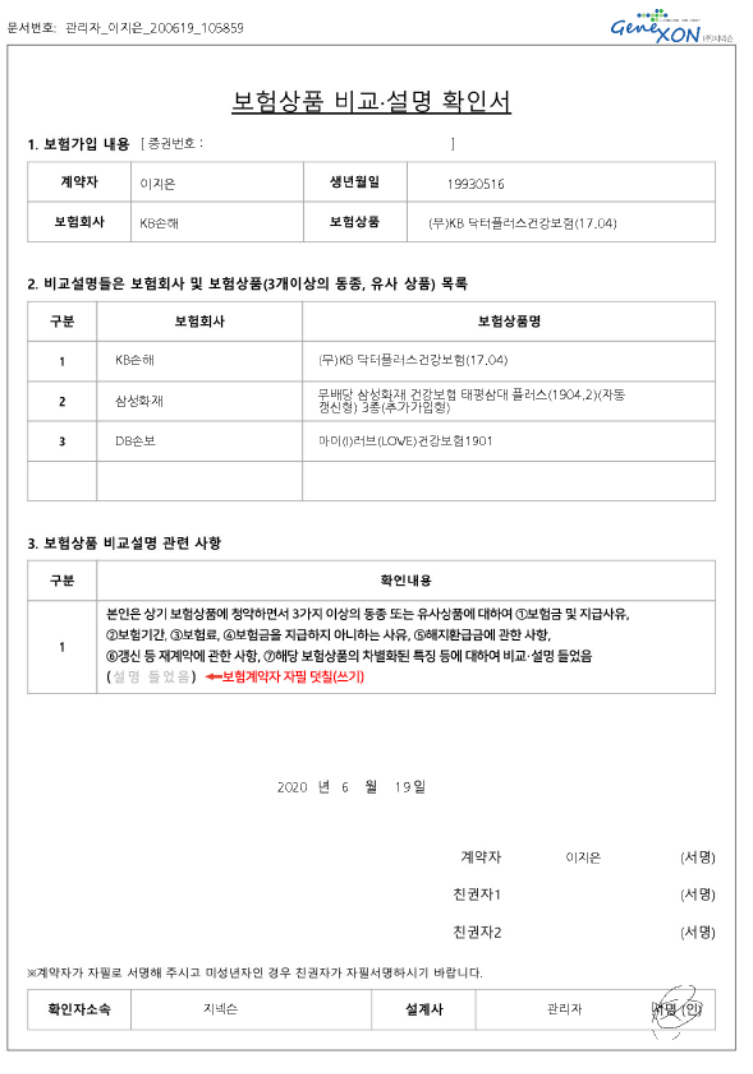 문서번호: 관리자_이지은_200619_105859
GeneXON (주)지넥슨
보험상품 비교·설명 확인서
1. 보험가입 내용 [ 증권번호 : ]
계약자 이지은 생년월일 19930516
보험회사 KB손해 보험상품 (무)KB 닥터플러스건강보험(17.04)
2. 비교설명들은 보험회사 및 보험상품(3개이상의 동종, 유사 상품) 목록
구분 보험회사 보험상품명
1 KB손해 (무)KB 닥터플러스건강보험(17.04)
2 삼성화재 무배당 삼성화재 건강보험 태평삼대 플러스(1904.2)(자동
갱신형) 3종(추가가입형)
3 DB손보 마이(I)러브(LOVE)건강보험1901
3. 보험상품 비교설명 관련 사항
구분 확인내용
1 본인은 상기 보험상품에 청약하면서 3가지 이상의 동종 또는 유사상품에 대하여 ①보험금 및 지급사유,
②보험기간, ③보험료, ④보험금을 지급하지 아니하는 사유, ⑤해지환급금에 관한 사항,
⑥갱신 등 재계약에 관한 사항, ⑦해당 보험상품의 차별화된 특징 등에 대하여 비교·설명 들었음
(설명 들었음) ←보험계약자 자필 덧칠(쓰기)
2020 년 6 월 19일
계약자 이지은 (서명)
친권자1 (서명)
친권자2 (서명)
※계약자가 자필로 서명해 주시고 미성년자인 경우 친권자가 자필서명하시기 바랍니다.
확인자소속 지넥슨 설계사 관리자 서명 (인)